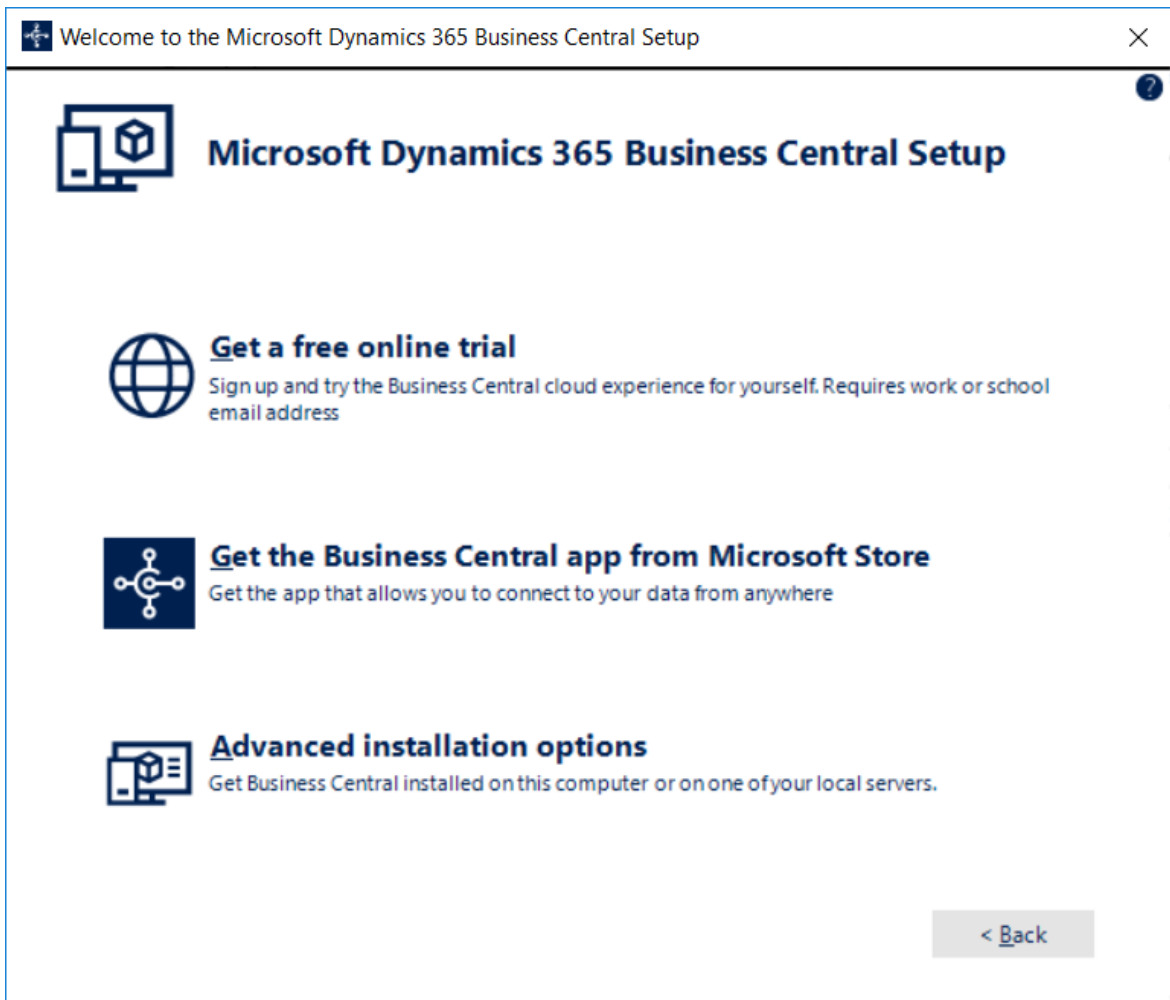 Welcome to the Microsoft Dynamics 365 Business Central Setup
?
Microsoft Dynamics 365 Business Central Setup
Get a free online trial
Sign up and try the Business Central cloud experience for yourself. Requires work or school
email address
Get the Business Central app from Microsoft Store
Get the app that allows you to connect to your data from anywhere
Advanced installation options
Get Business Central installed on this computer or on one of your local servers.
< Back